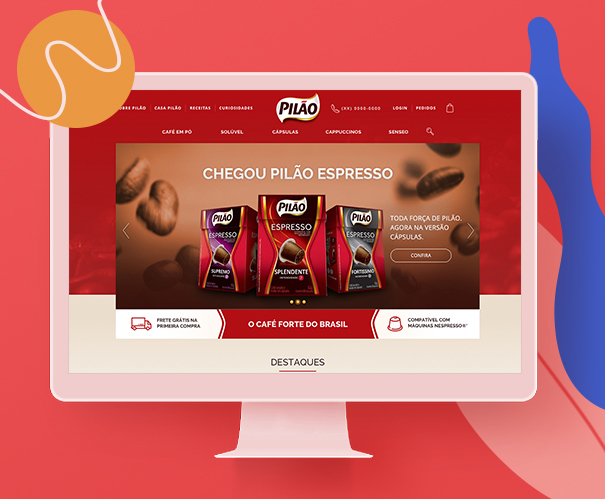 SOBRE PILÃO CASA PILÃO RECEITAS CURIOSIDADES
PILÃO
(XX) 0000-0000 LOGIN PEDIDOS
CAFÉ EM PÓ SOLÚVEL CÁPSULAS CAPPUCCINOS SENSEO
CHEGOU PILÃO ESPRESSO
PILÃO
ESPRESSO
SUPREMO
PILÃO
ESPRESSO
SPLENDENTE
PILÃO
ESPRESSO
FORTISSIMO
TODA FORÇA DE PILÃO.
AGORA NA VERSÃO
CÁPSULAS.
CONFIRA
FRETE GRÁTIS NA
PRIMEIRA COMPRA
O CAFÉ FORTE DO BRASIL
COMPATÍVEL COM
MÁQUINAS NESPRESSO®*
DESTAQUES